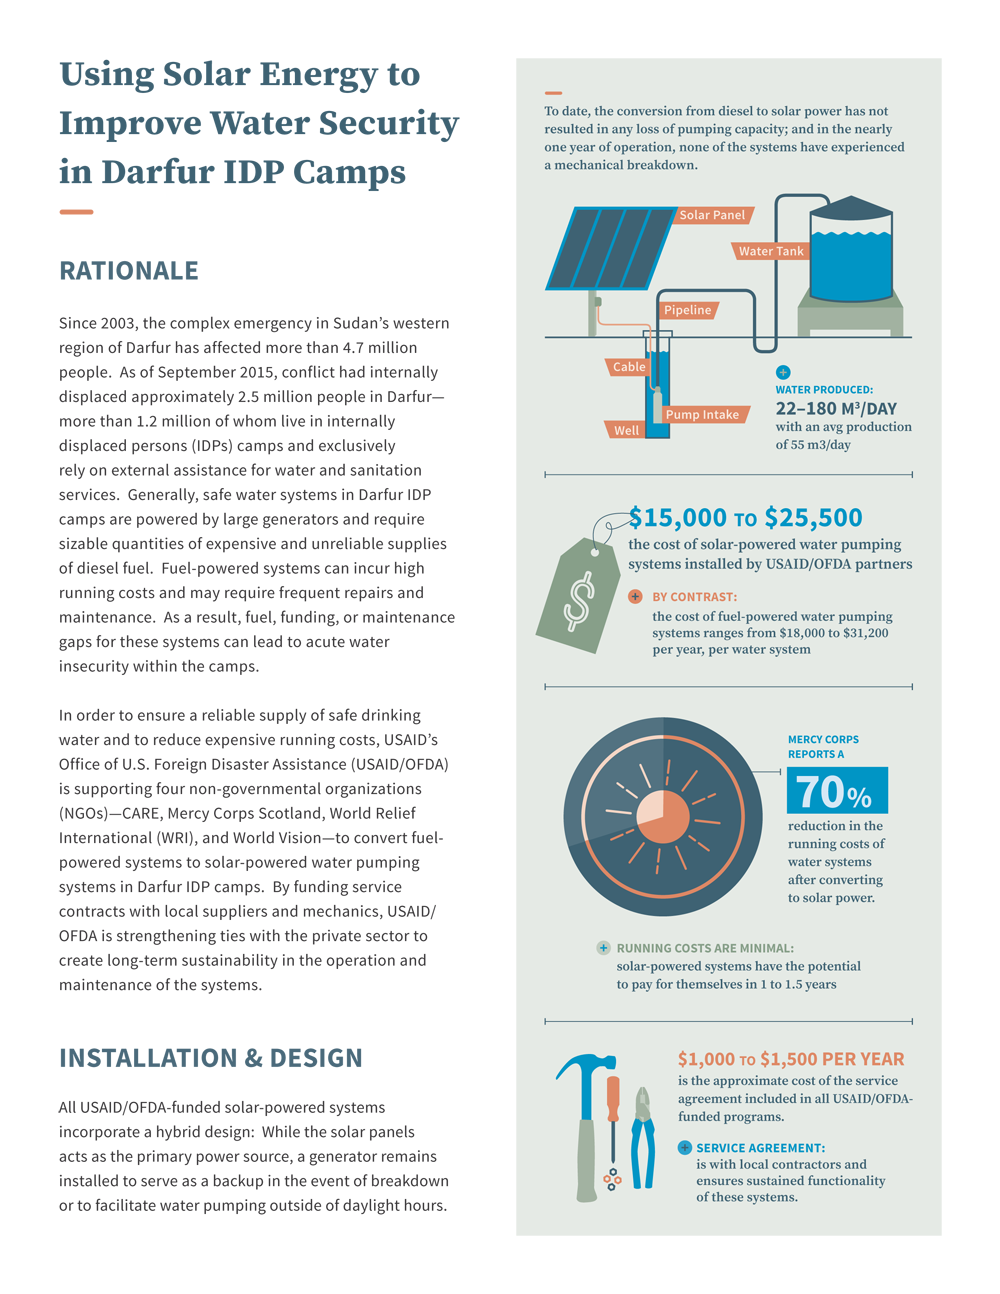 Using Solar Energy to
Improve Water Security
in Darfur IDP Camps
RATIONALE
Since 2003, the complex emergency in Sudan’s western
region of Darfur has affected more than 4.7 million
people.  As of September 2015, conflict had internally
displaced approximately 2.5 million people in Darfur—
more than 1.2 million of whom live in internally
displaced persons (IDPs) camps and exclusively
rely on external assistance for water and sanitation
services.  Generally, safe water systems in Darfur IDP
camps are powered by large generators and require
sizable quantities of expensive and unreliable supplies
of diesel fuel.  Fuel-powered systems can incur high
running costs and may require frequent repairs and
maintenance.  As a result, fuel, funding, or maintenance
gaps for these systems can lead to acute water
insecurity within the camps.
In order to ensure a reliable supply of safe drinking
water and to reduce expensive running costs, USAID’s
Office of U.S. Foreign Disaster Assistance (USAID/OFDA)
is supporting four non-governmental organizations
(NGOs)—CARE, Mercy Corps Scotland, World Relief
International (WRI), and World Vision—to convert fuel-
powered systems to solar-powered water pumping
systems in Darfur IDP camps.  By funding service
contracts with local suppliers and mechanics, USAID/
OFDA is strengthening ties with the private sector to
create long-term sustainability in the operation and
maintenance of the systems.
INSTALLATION & DESIGN
All USAID/OFDA-funded solar-powered systems
incorporate a hybrid design:  While the solar panels
acts as the primary power source, a generator remains
installed to serve as a backup in the event of breakdown
or to facilitate water pumping outside of daylight hours.
To date, the conversion from diesel to solar power has not
resulted in any loss of pumping capacity; and in the nearly
one year of operation, none of the systems have experienced
a mechanical breakdown.
Solar Panel
Water Tank
Pipeline
Cable
Pump Intake
Well
WATER PRODUCED:
22–180 M³/DAY
with an avg production
of 55 m3/day
$15,000 TO $25,500
the cost of solar-powered water pumping
systems installed by USAID/OFDA partners
$
BY CONTRAST:
the cost of fuel-powered water pumping
systems ranges from $18,000 to $31,200
per year, per water system
MERCY CORPS
REPORTS A
70%
reduction in the
running costs of
water systems
after converting
to solar power.
RUNNING COSTS ARE MINIMAL:
solar-powered systems have the potential
to pay for themselves in 1 to 1.5 years
$1,000 TO $1,500 PER YEAR
is the approximate cost of the service
agreement included in all USAID/OFDA-
funded programs.
SERVICE AGREEMENT:
is with local contractors and
ensures sustained functionality
of these systems.